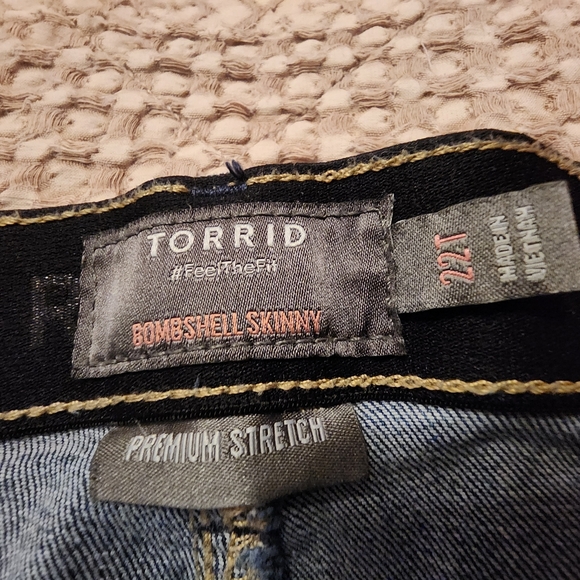 TORRID
#FeelTheFit
BOMBSHELL SKINNY
22T
MADE IN
VIETNAM
PREMIUM STRETCH